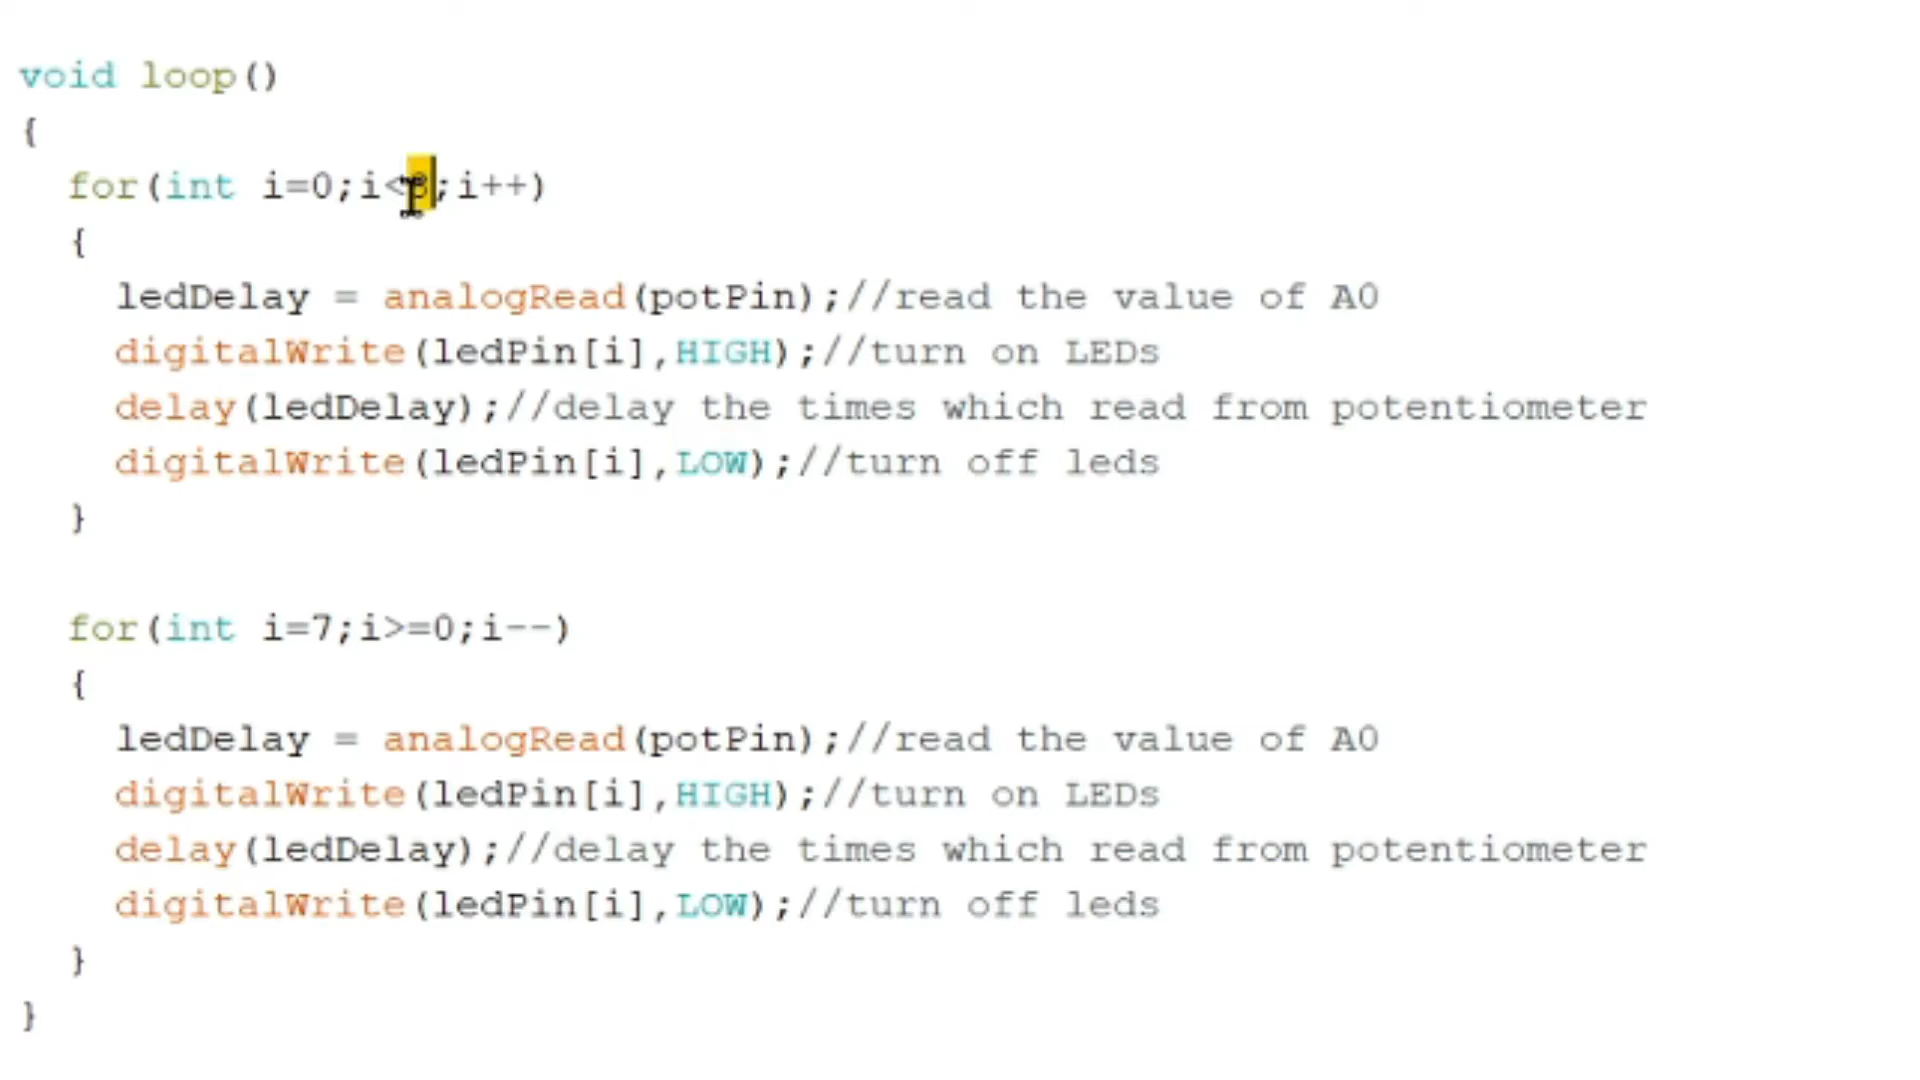 void loop()
{
for(int i=0;i<8;i++)
{
ledDelay = analogRead(potPin);//read the value of A0
digitalWrite(ledPin[i],HIGH);//turn on LEDs
delay(ledDelay);//delay the times which read from potentiometer
digitalWrite(ledPin[i],LOW);//turn off leds
}
for(int i=7;i>=0;i--)
{
ledDelay = analogRead(potPin);//read the value of A0
digitalWrite(ledPin[i],HIGH);//turn on LEDs
delay(ledDelay);//delay the times which read from potentiometer
digitalWrite(ledPin[i],LOW);//turn off leds
}
}